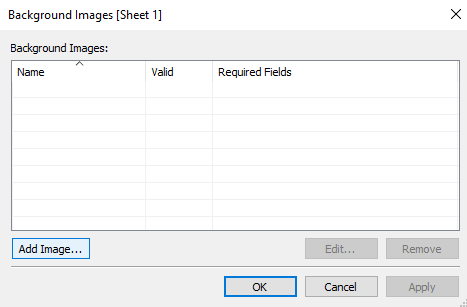 Background Images [Sheet 1]
Background Images:
Name Valid Required Fields
Add Image... Edit... Remove
OK Cancel Apply